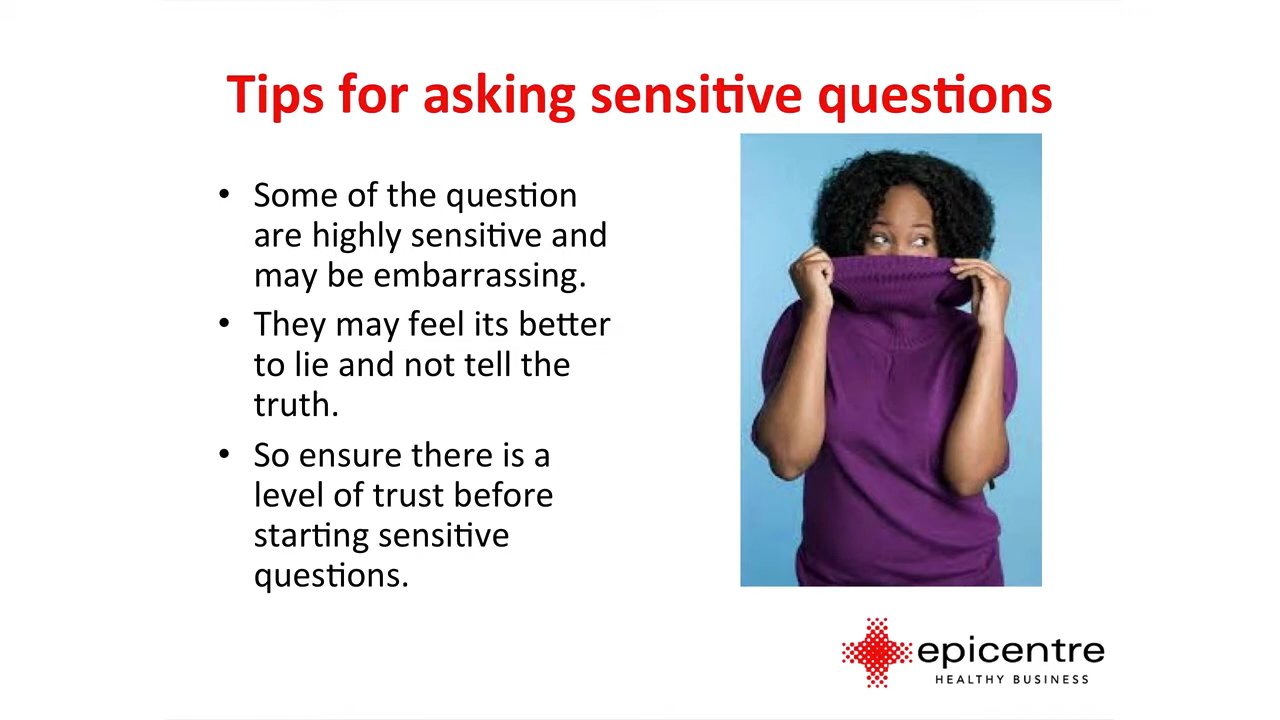 Tips for asking sensitive questions
• Some of the question
are highly sensitive and
may be embarrassing.
• They may feel its better
to lie and not tell the
truth.
• So ensure there is a
level of trust before
starting sensitive
questions.
epicentre
HEALTHY BUSINESS